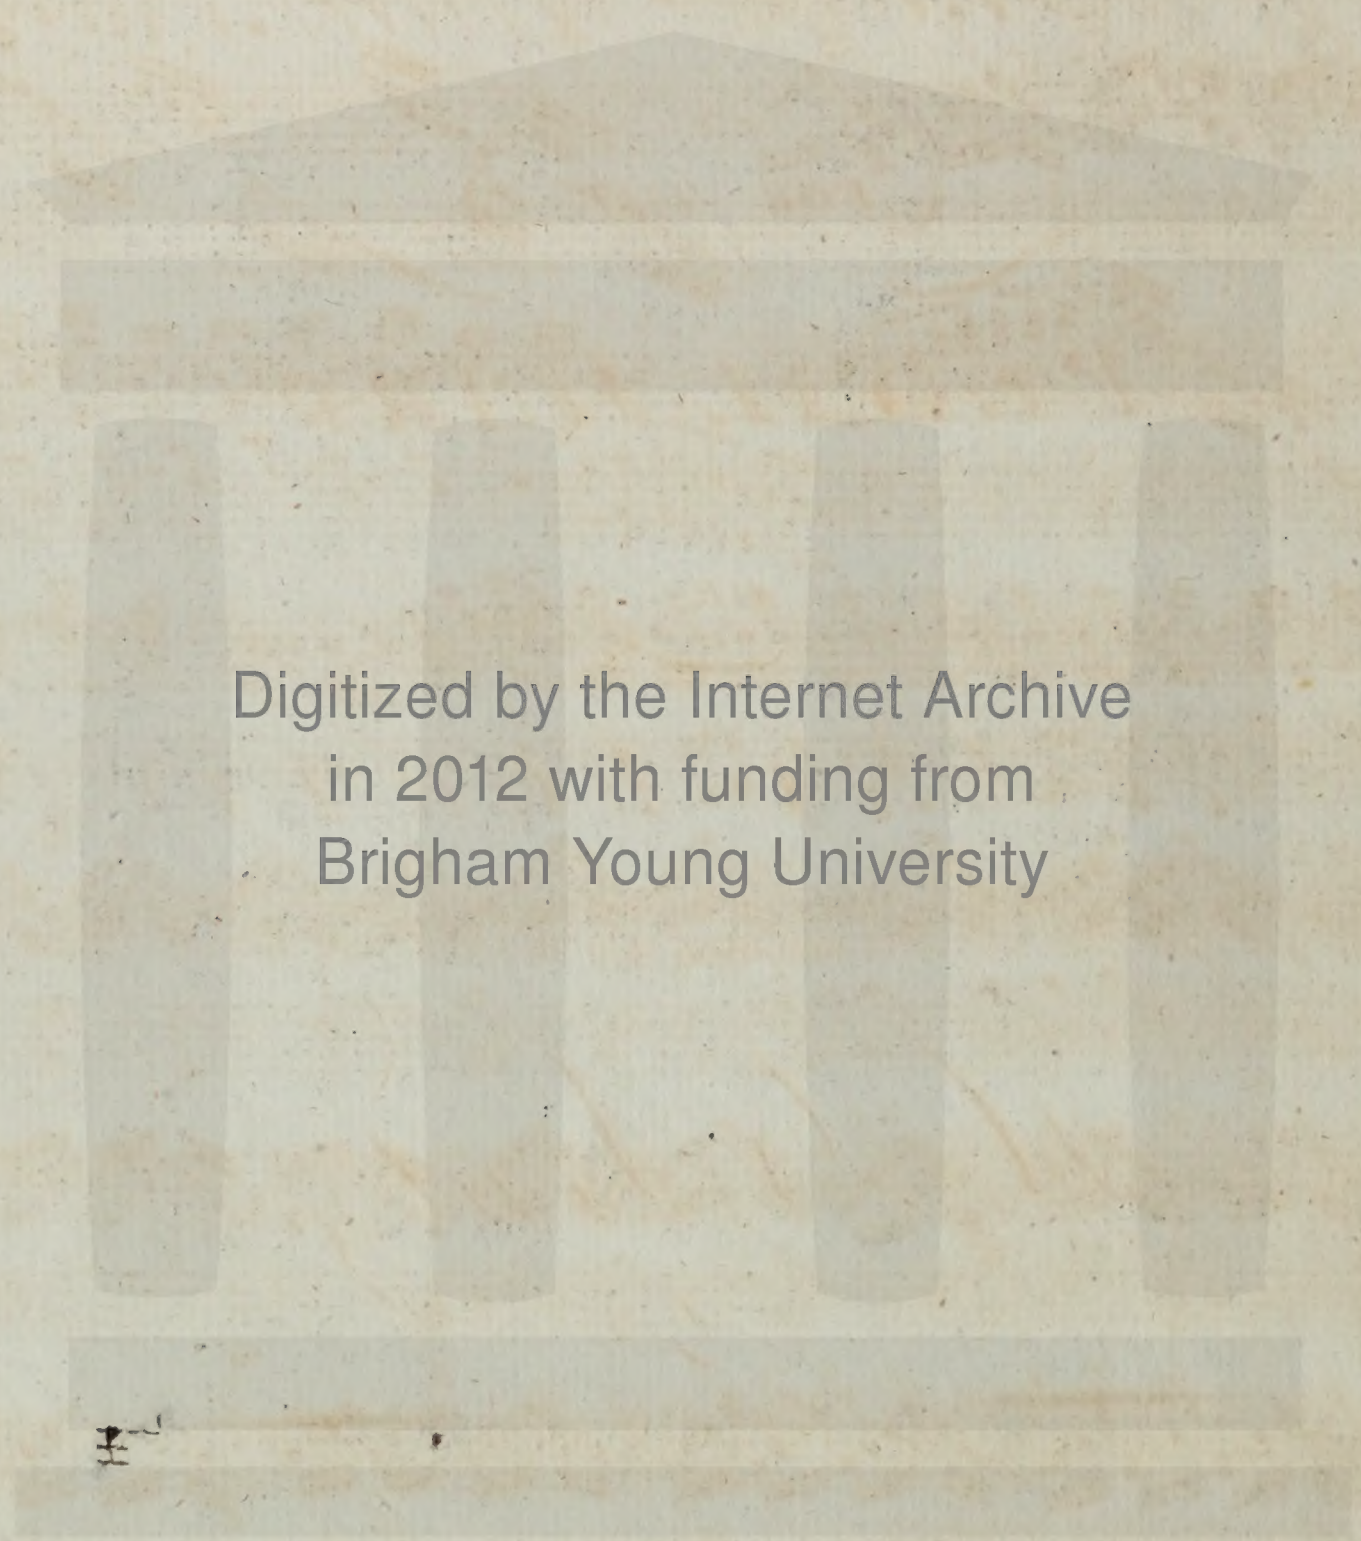 Digitized by the Internet Archive
in 2012 with funding from
Brigham Young University